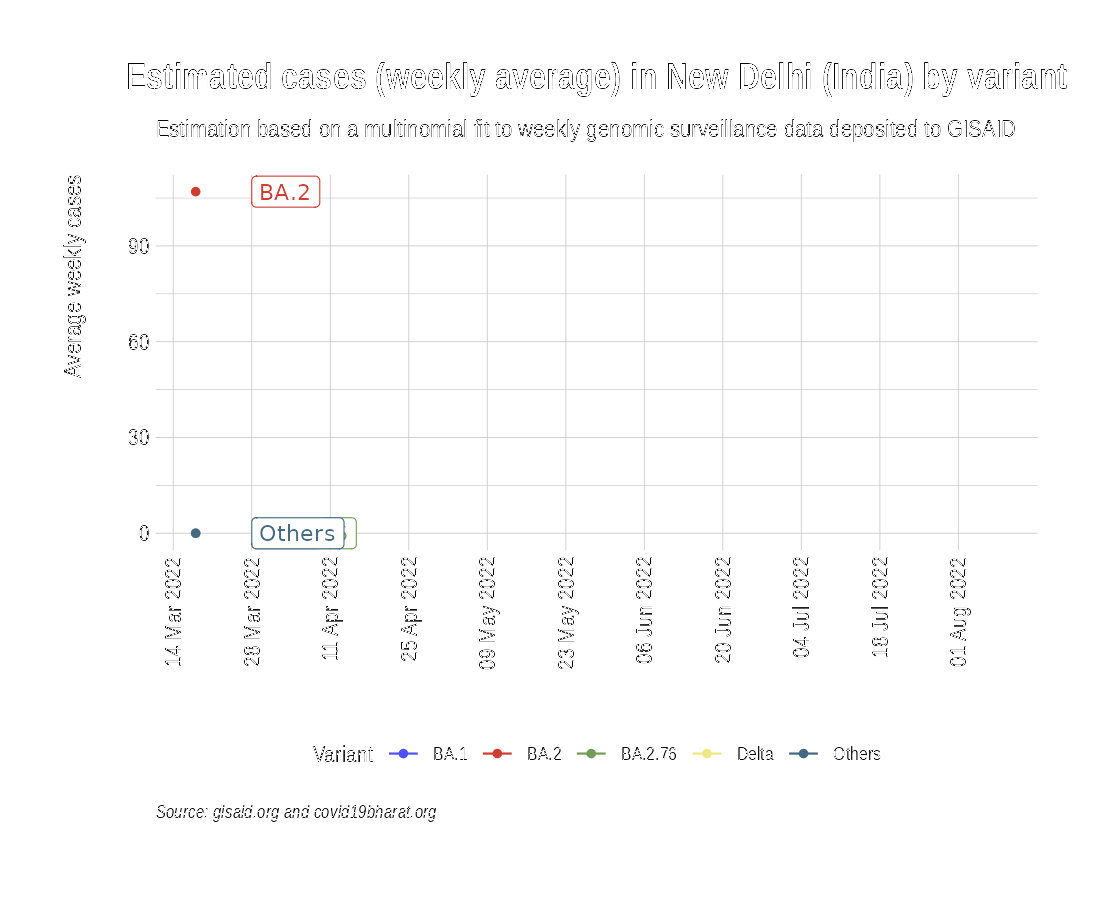 Estimated cases (weekly average) in New Delhi (India) by variant
Estimation based on a multinomial fit to weekly genomic surveillance data deposited to GISAID
Average weekly cases
BA.2
90
60
30
0
Others
14 Mar 2022
28 Mar 2022
11 Apr 2022
25 Apr 2022
09 May 2022
23 May 2022
06 Jun 2022
20 Jun 2022
04 Jul 2022
18 Jul 2022
01 Aug 2022
Variant BA.1 BA.2 BA.2.76 Delta Others
Source: gisaid.org and covid19bharat.org